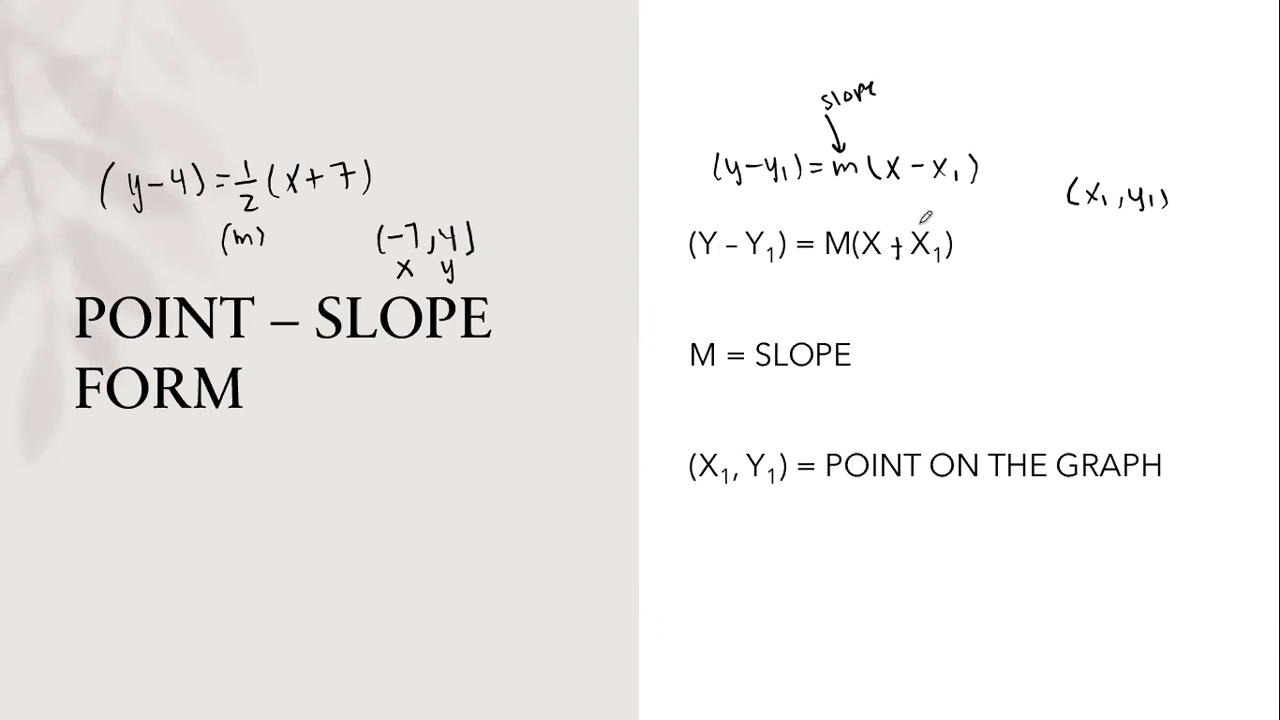 (y-4)=1/2(x+7)
(m)
(-7,4)
x y
POINT – SLOPE
FORM
slope
(y-y₁)=m(x-x₁)
(x₁,y₁)
(Y - Y₁) = M(X + X₁)
M = SLOPE
(X₁, Y₁) = POINT ON THE GRAPH